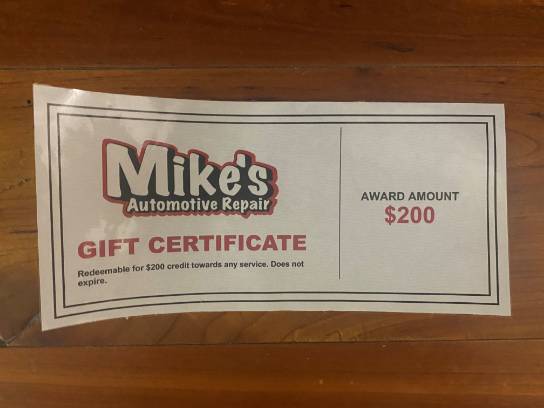 Mike's
Automotive Repair
GIFT CERTIFICATE
Redeemable for $200 credit towards any service. Does not
expire.
AWARD AMOUNT
$200